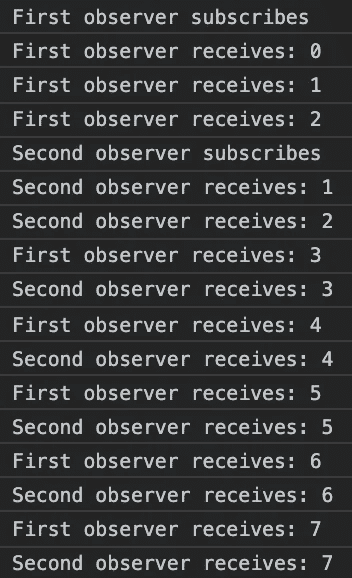 First observer subscribes
First observer receives: 0
First observer receives: 1
First observer receives: 2
Second observer subscribes
Second observer receives: 1
Second observer receives: 2
First observer receives: 3
Second observer receives: 3
First observer receives: 4
Second observer receives: 4
First observer receives: 5
Second observer receives: 5
First observer receives: 6
Second observer receives: 6
First observer receives: 7
Second observer receives: 7